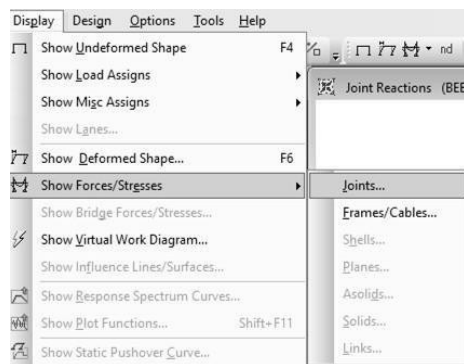 Display Design Options Tools Help
Show Undeformed Shape F4
nd
Show Load Assigns
Joint Reactions (BEE
Show Misc Assigns
Show Lanes...
Show Deformed Shape... F6
Show Forces/Stresses
Joints...
Show Bridge Forces/Stresses...
Frames/Cables...
Show Virtual Work Diagram...
Shells...
Show Influence Lines/Surfaces...
Planes...
Show Response Spectrum Curves...
Asolids...
Show Plot Functions... Shift+F11
Solids...
Show Static Pushover Curve...
Links...